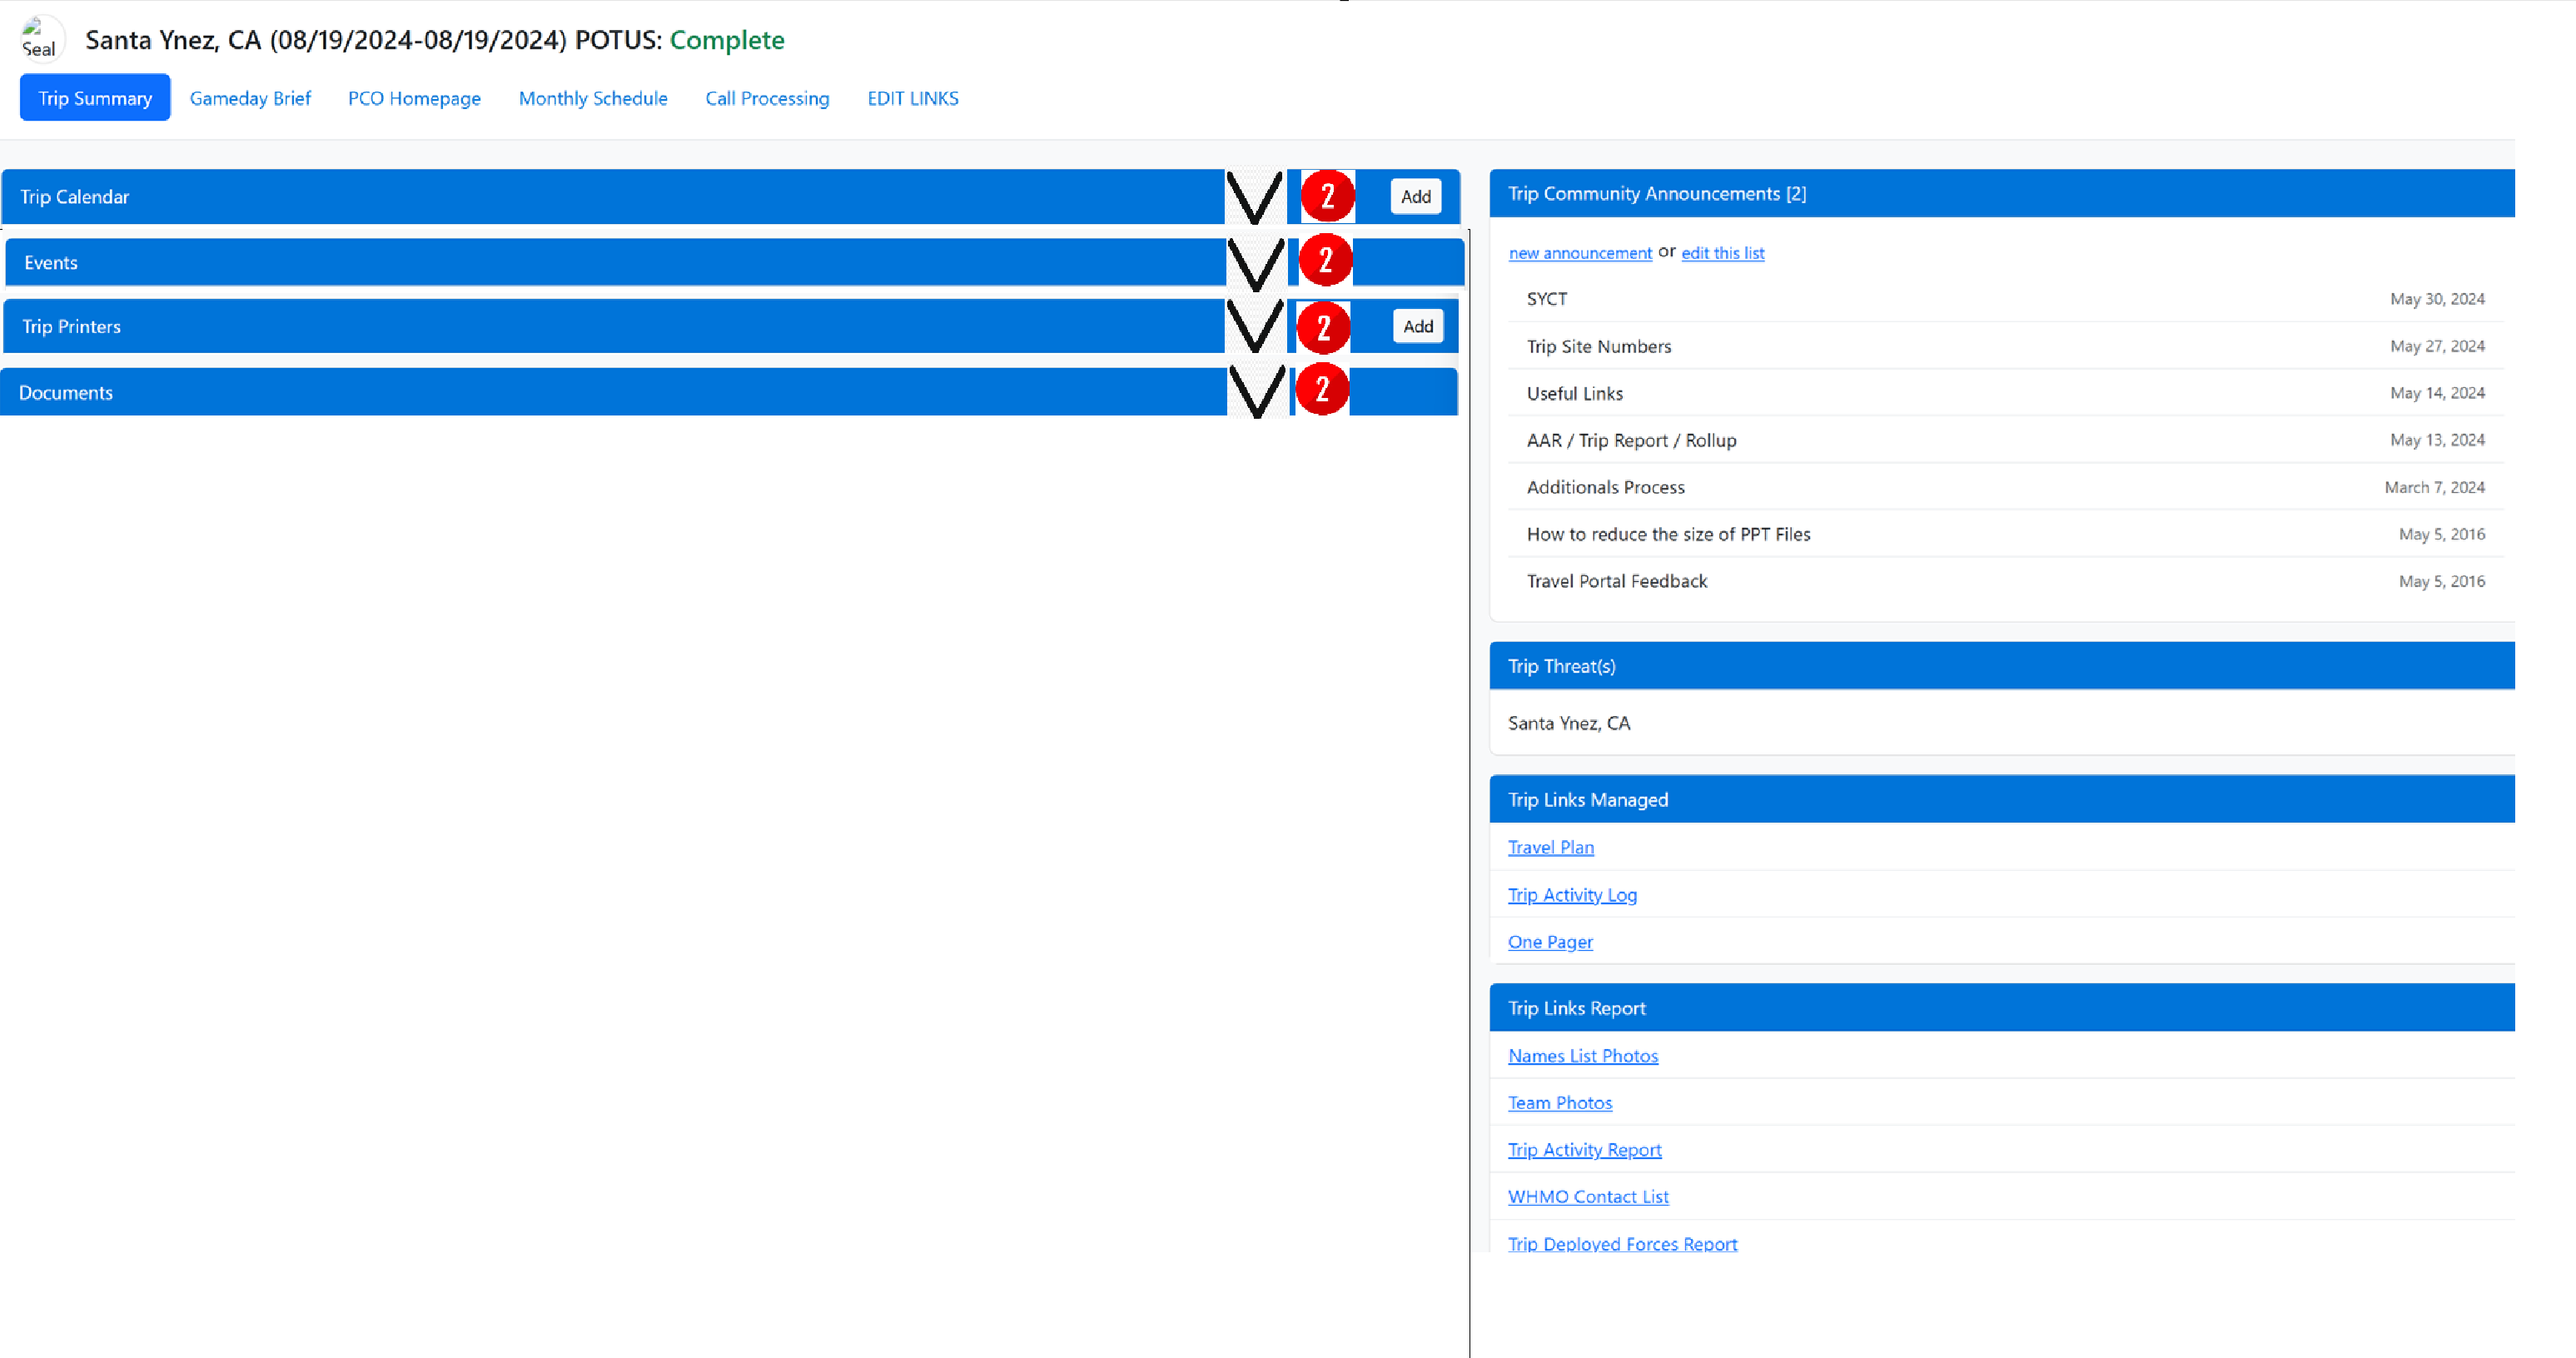 Seal
Santa Ynez, CA (08/19/2024-08/19/2024) POTUS: Complete
Trip Summary Gameday Brief PCO Homepage Monthly Schedule Call Processing EDIT LINKS
Trip Calendar 2 Add
Events 2
Trip Printers 2 Add
Documents 2
Trip Community Announcements [2]
new announcement or edit this list
SYCT May 30, 2024
Trip Site Numbers May 27, 2024
Useful Links May 14, 2024
AAR / Trip Report / Rollup May 13, 2024
Additionals Process March 7, 2024
How to reduce the size of PPT Files May 5, 2016
Travel Portal Feedback May 5, 2016
Trip Threat(s)
Santa Ynez, CA
Trip Links Managed
Travel Plan
Trip Activity Log
One Pager
Trip Links Report
Names List Photos
Team Photos
Trip Activity Report
WHMO Contact List
Trip Deployed Forces Report